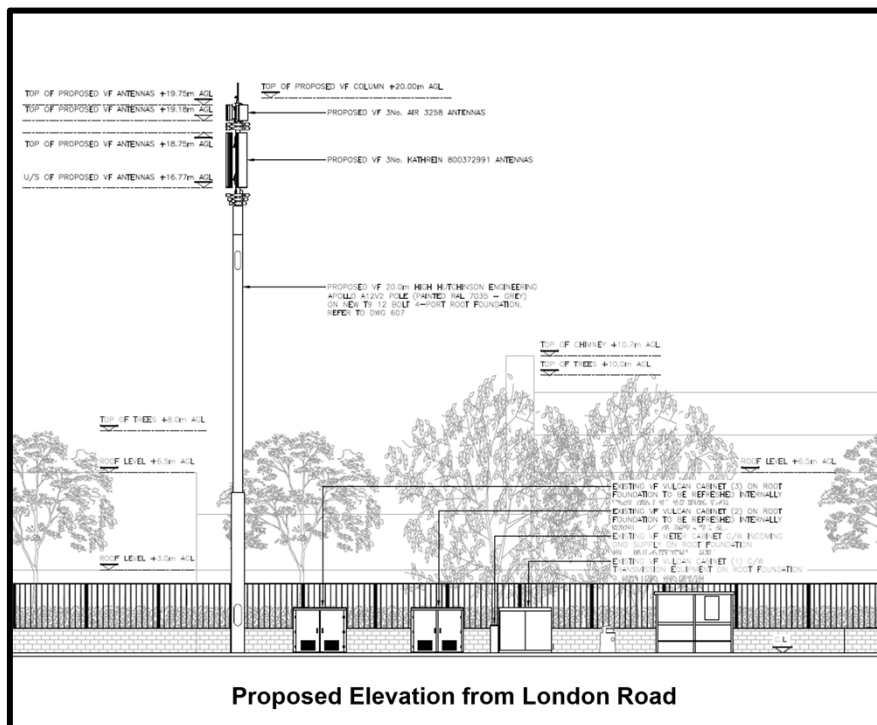 TOP OF PROPOSED VF COLUMN +20.00m AGL
TOP OF PROPOSED VF ANTENNAS +19.75m AGL
TOP OF PROPOSED VF ANTENNAS +19.18m AGL
PROPOSED VF 3No. AIR 3258 ANTENNAS
TOP OF PROPOSED VF ANTENNAS +18.75m AGL
PROPOSED VF 3No. KATHREIN 800372991 ANTENNAS
U/S OF PROPOSED VF ANTENNAS +16.77m AGL
PROPOSED VF 20.0m HIGH HUTCHINSON ENGINEERING
APOLLO A12V2 POLE (PAINTED RAL 7035 - GREY)
ON NEW T9 12 BOLT 4-PORT ROOT FOUNDATION.
REFER TO DWG 607
TOP OF CHIMNEY +10.7m AGL
TOP OF TREES +10.0m AGL
TOP OF TREES +8.0m AGL
ROOF LEVEL +6.5m AGL
ROOF LEVEL +6.5m AGL
EXISTING VF VULCAN CABINET (3) ON ROOT
FOUNDATION TO BE REFRESHED INTERNALLY
EXISTING VF VULCAN CABINET (2) ON ROOT
FOUNDATION TO BE REFRESHED INTERNALLY
EXISTING VF METER CABINET C/W INCOMING
DNO SUPPLY ON ROOT FOUNDATION
EXISTING VF VULCAN CABINET (1) C/W
TRANSMISSION EQUIPMENT ON ROOT FOUNDATION
ROOF LEVEL +3.0m AGL
G.L
Proposed Elevation from London Road